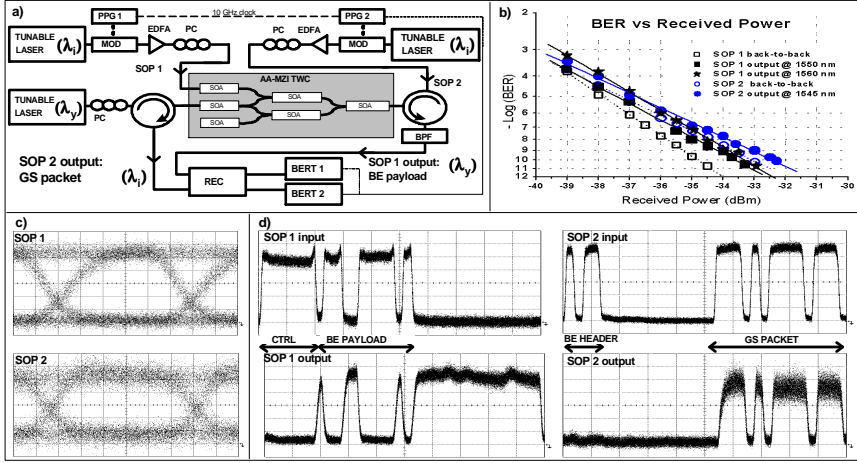 a)
PPG 1
10 GHz clock
PPG 2
TUNABLE LASER (λi)
MOD
EDFA
PC
PC
EDFA
MOD
TUNABLE LASER (λi)
SOP 1
AA-MZI TWC
SOP 2
SOA
SOA
SOA
SOA
SOA
SOA
TUNABLE LASER (λy)
PC
BPF
SOP 2 output:
GS packet
(λi)
REC
BERT 1
BERT 2
SOP 1 output:
BE payload
(λy)
b)
BER vs Received Power
- Log (BER)
2
3
4
5
6
7
8
9
10
11
12
SOP 1 back-to-back
SOP 1 output @ 1550 nm
SOP 1 output @ 1560 nm
SOP 2 back-to-back
SOP 2 output @ 1545 nm
-40 -39 -38 -37 -36 -35 -34 -33 -32 -31 -30
Received Power (dBm)
c)
SOP 1
SOP 2
d)
SOP 1 input
SOP 2 input
CTRL
BE PAYLOAD
SOP 1 output
BE HEADER
GS PACKET
SOP 2 output